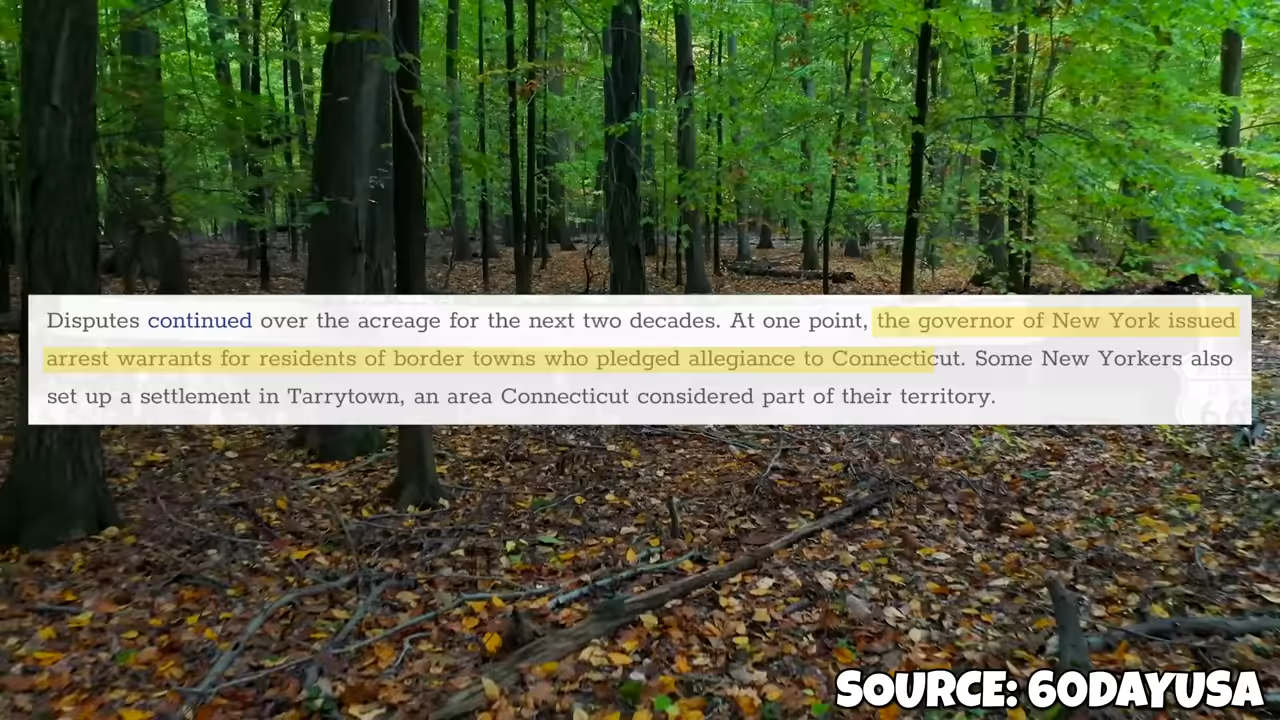 Disputes continued over the acreage for the next two decades. At one point, the governor of New York issued
arrest warrants for residents of border towns who pledged allegiance to Connecticut. Some New Yorkers also
set up a settlement in Tarrytown, an area Connecticut considered part of their territory.
SOURCE: 60DAYUSA